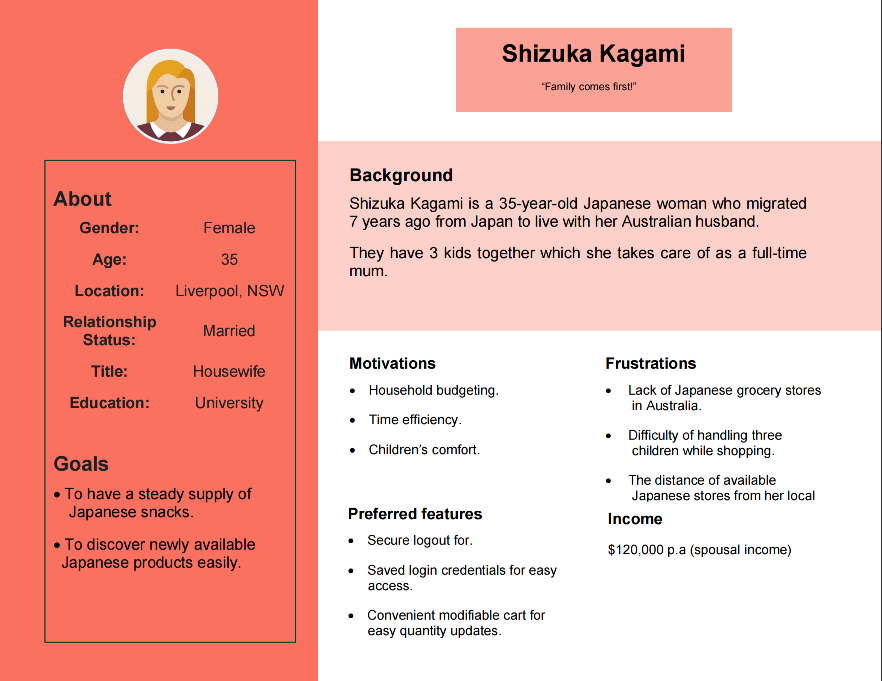 Shizuka Kagami
“Family comes first!”
About
Gender: Female
Age: 35
Location: Liverpool, NSW
Relationship
Status: Married
Title: Housewife
Education: University
Goals
• To have a steady supply of
Japanese snacks.
• To discover newly available
Japanese products easily.
Background
Shizuka Kagami is a 35-year-old Japanese woman who migrated
7 years ago from Japan to live with her Australian husband.
They have 3 kids together which she takes care of as a full-time
mum.
Motivations
• Household budgeting.
• Time efficiency.
• Children’s comfort.
Frustrations
• Lack of Japanese grocery stores
in Australia.
• Difficulty of handling three
children while shopping.
• The distance of available
Japanese stores from her local
Preferred features
• Secure logout for.
• Saved login credentials for easy
access.
• Convenient modifiable cart for
easy quantity updates.
Income
$120,000 p.a (spousal income)